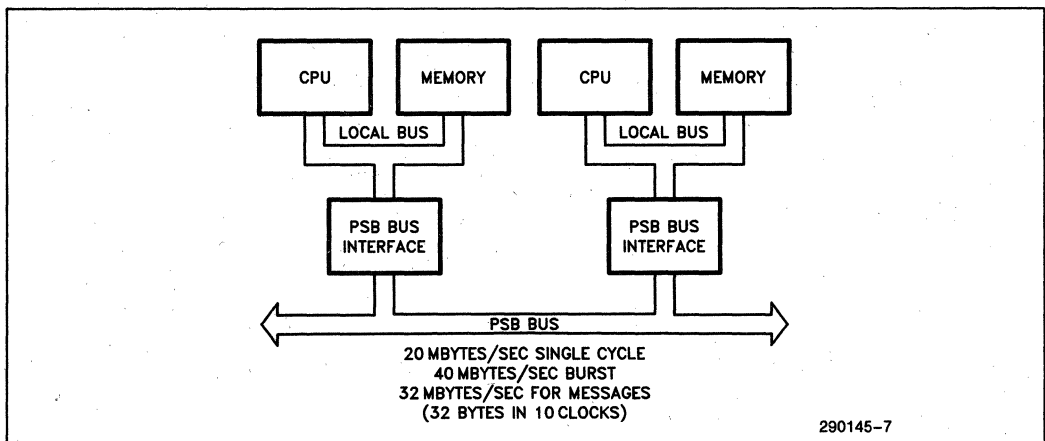 CPU
MEMORY
CPU
MEMORY
LOCAL BUS
LOCAL BUS
PSB BUS
INTERFACE
PSB BUS
INTERFACE
PSB BUS
20 MBYTES/SEC SINGLE CYCLE
40 MBYTES/SEC BURST
32 MBYTES/SEC FOR MESSAGES
(32 BYTES IN 10 CLOCKS)
290145-7